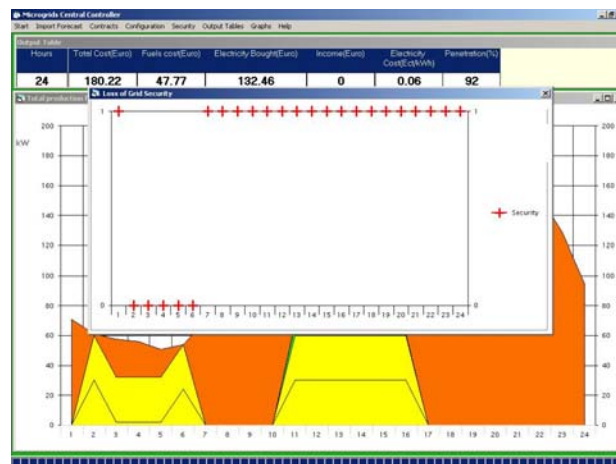 Microgrids Central Controller
Start Import Forecast Contracts Configuration Security Output Tables Graphs Help
Output Table
Hours Total Cost(Euro) Fuels cost(Euro) Electricity Bought(Euro) Income(Euro) Electricity Cost(Ect/kWh) Penetration(%)
24 180.22 47.77 132.46 0 0.06 92
Total production
Loss of Grid Security
1 1
Security
0 0
1 2 3 4 5 6 7 8 9 10 11 12 13 14 15 16 17 18 19 20 21 22 23 24
kW
200 200
180 180
160 160
140 140
120 120
100 100
80 80
60 60
40 40
20 20
0 0
1 2 3 4 5 6 7 8 9 10 11 12 13 14 15 16 17 18 19 20 21 22 23 24